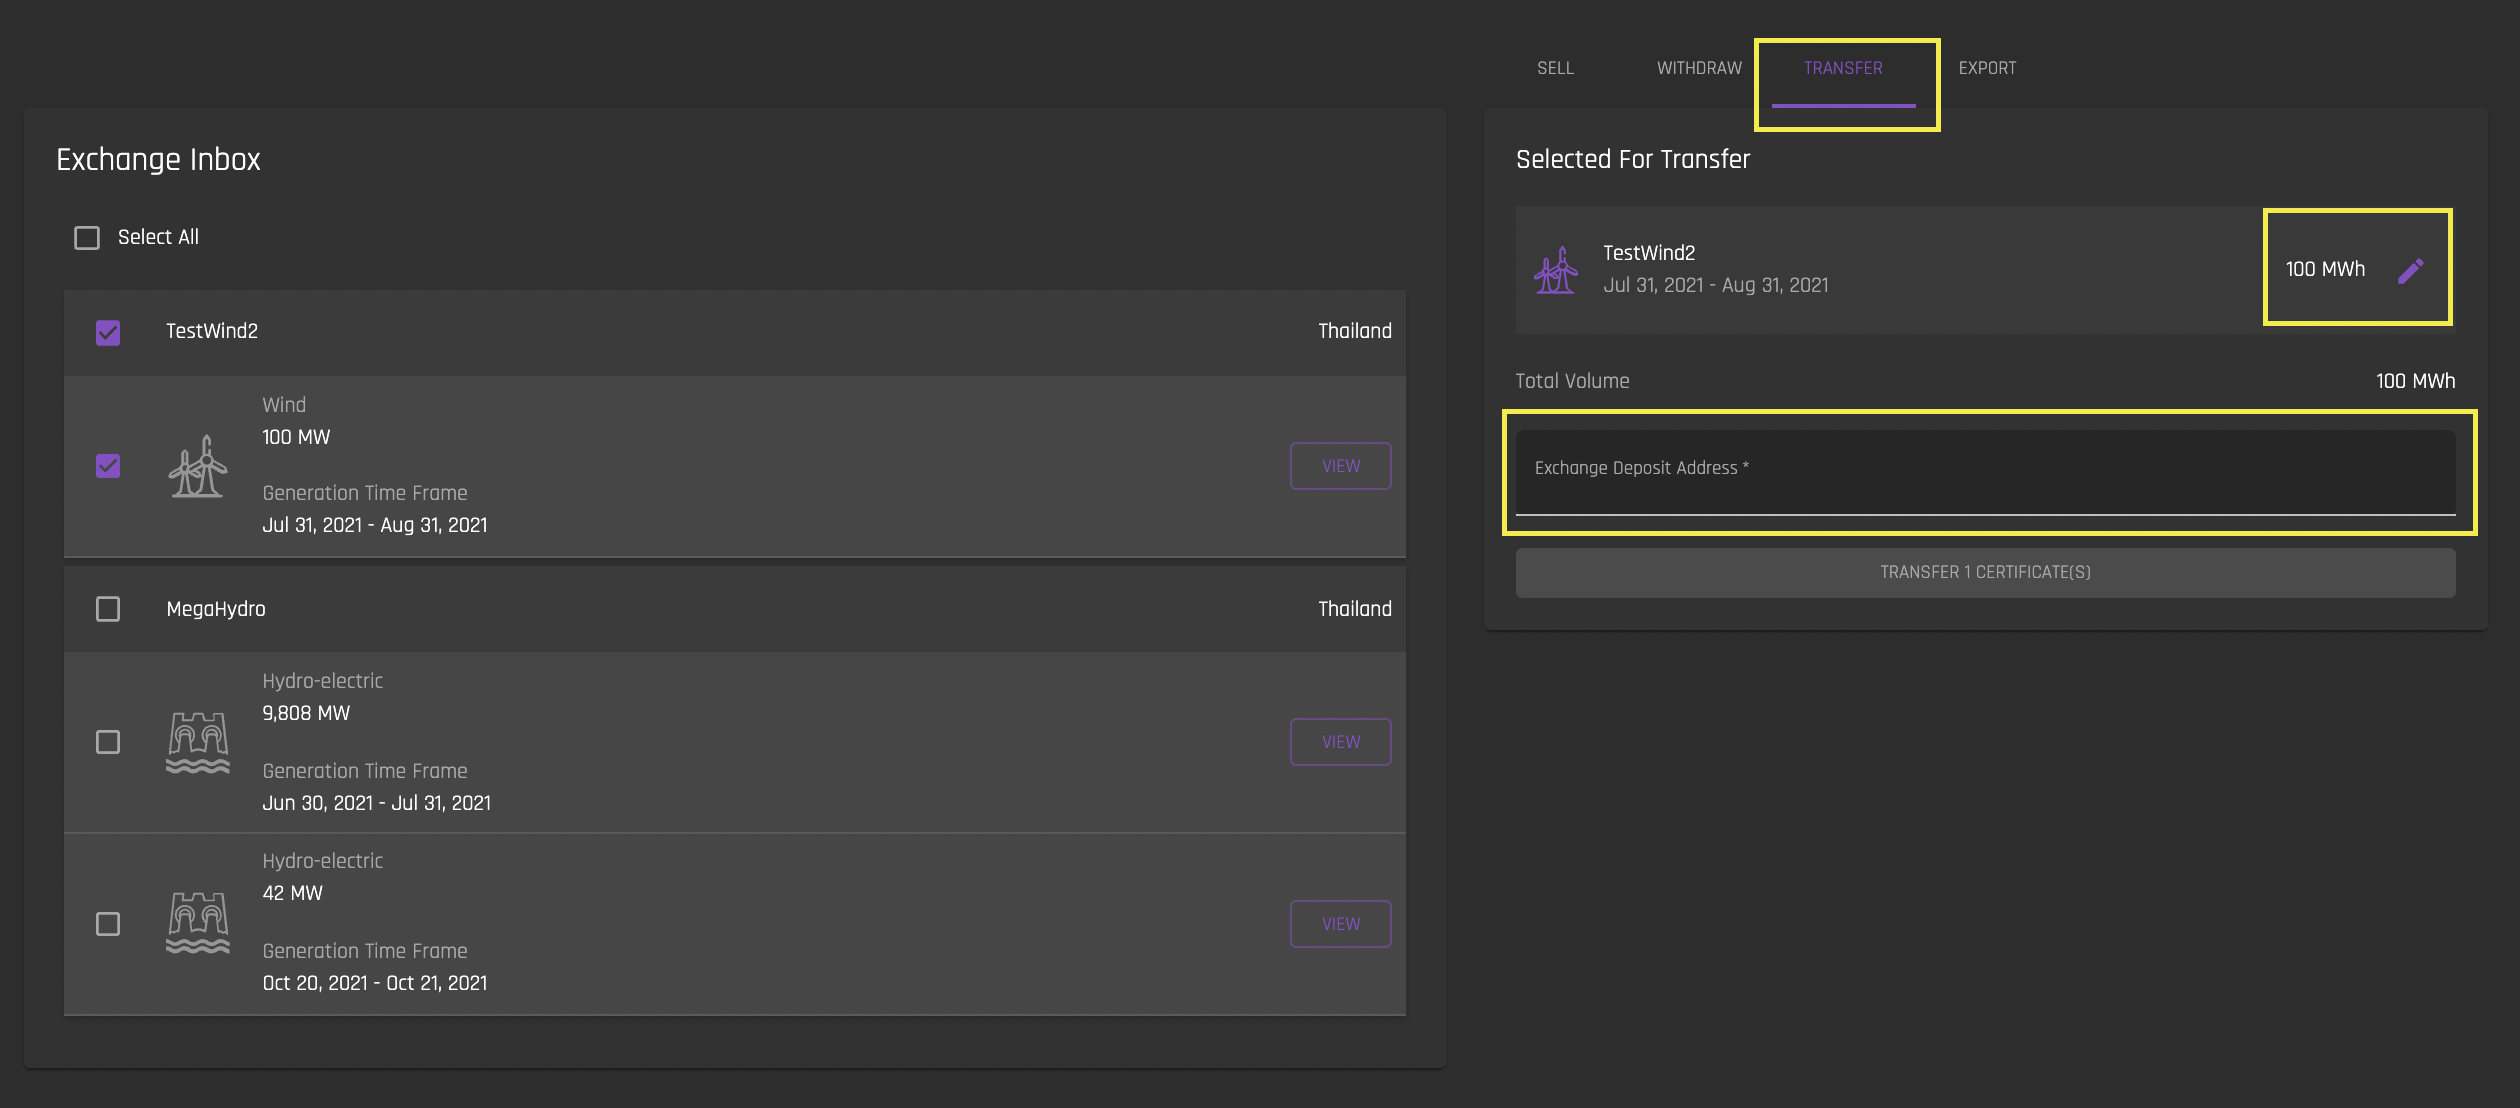 SELL
WITHDRAW
TRANSFER
EXPORT
Exchange Inbox
Select All
TestWind2
Thailand
Wind
100 MW
VIEW
Generation Time Frame
Jul 31, 2021 - Aug 31, 2021
MegaHydro
Thailand
Hydro-electric
9,808 MW
VIEW
Generation Time Frame
Jun 30, 2021 - Jul 31, 2021
Hydro-electric
42 MW
VIEW
Generation Time Frame
Oct 20, 2021 - Oct 21, 2021
Selected For Transfer
TestWind2
Jul 31, 2021 - Aug 31, 2021
100 MWh
Total Volume
100 MWh
Exchange Deposit Address *
TRANSFER 1 CERTIFICATE(S)